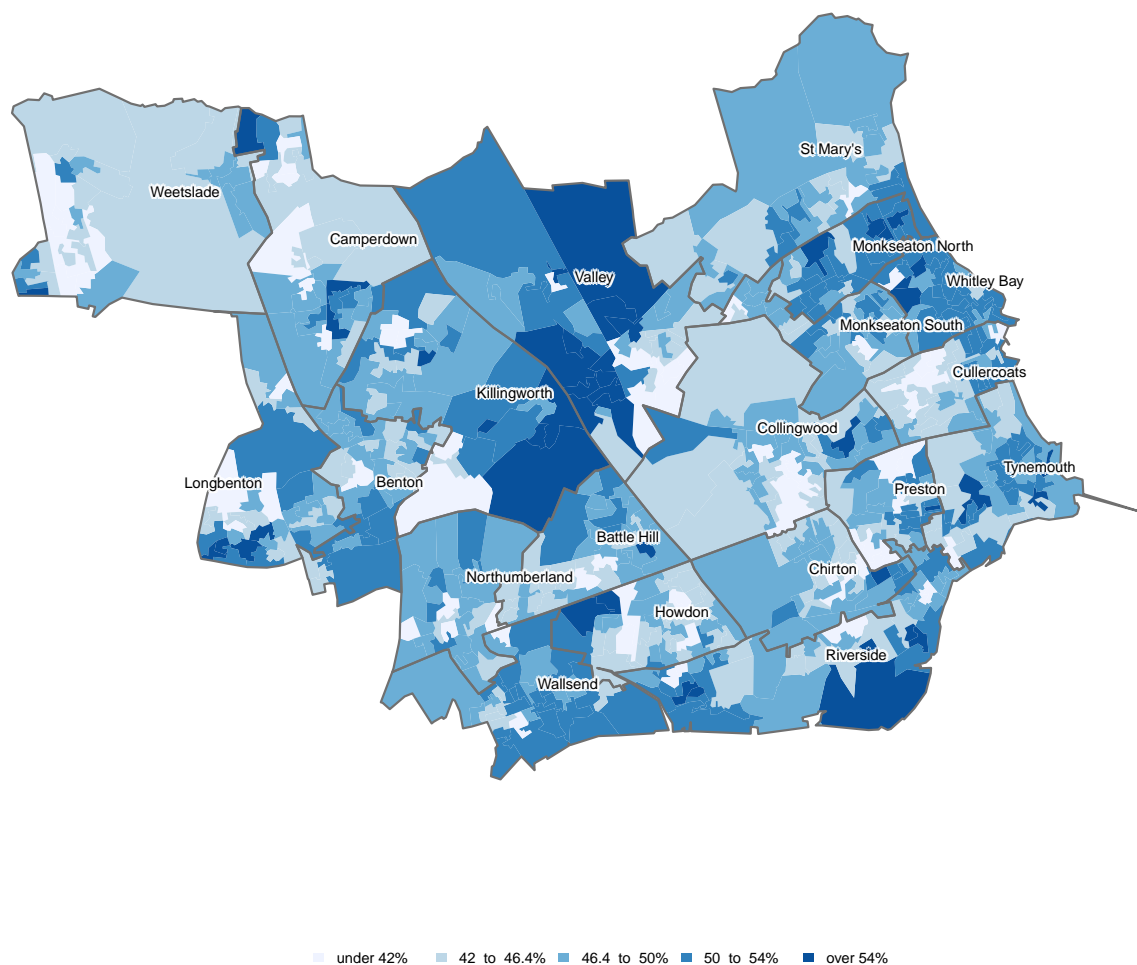 St Mary's
Weetslade
Camperdown
Monkseaton North
Valley
Whitley Bay
Monkseaton South
Cullercoats
Killingworth
Collingwood
Tynemouth
Longbenton
Benton
Preston
Battle Hill
Chirton
Northumberland
Howdon
Riverside
Wallsend
under 42% 42 to 46.4% 46.4 to 50% 50 to 54% over 54%